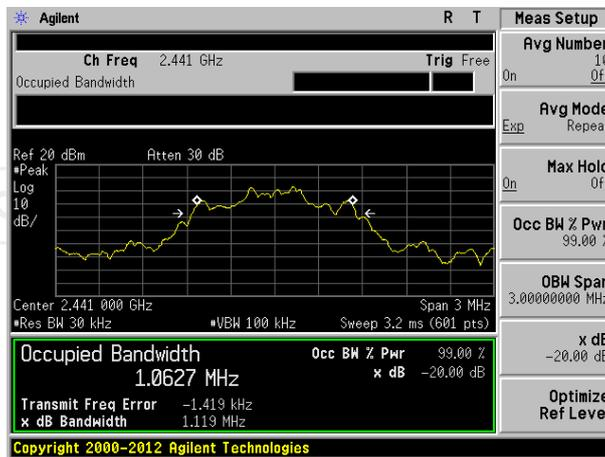 Agilent R T Meas Setup
Ch Freq 2.441 GHz Trig Free
Occupied Bandwidth
Ref 20 dBm Atten 30 dB
#Peak
Log
10
dB/
Center 2.441 000 GHz Span 3 MHz
#Res BW 30 kHz #VBW 100 kHz Sweep 3.2 ms (601 pts)
Occupied Bandwidth
1.0627 MHz
Occ BW % Pwr 99.00 %
x dB -20.00 dB
Transmit Freq Error -1.419 kHz
x dB Bandwidth 1.119 MHz
Copyright 2000-2012 Agilent Technologies
Avg Number
10
On Of
Avg Mode
Exp Repea
Max Hold
On Of
Occ BW % Pwr
99.00 %
OBW Span
3.00000000 MHz
x dB
-20.00 dB
Optimize
Ref Leve